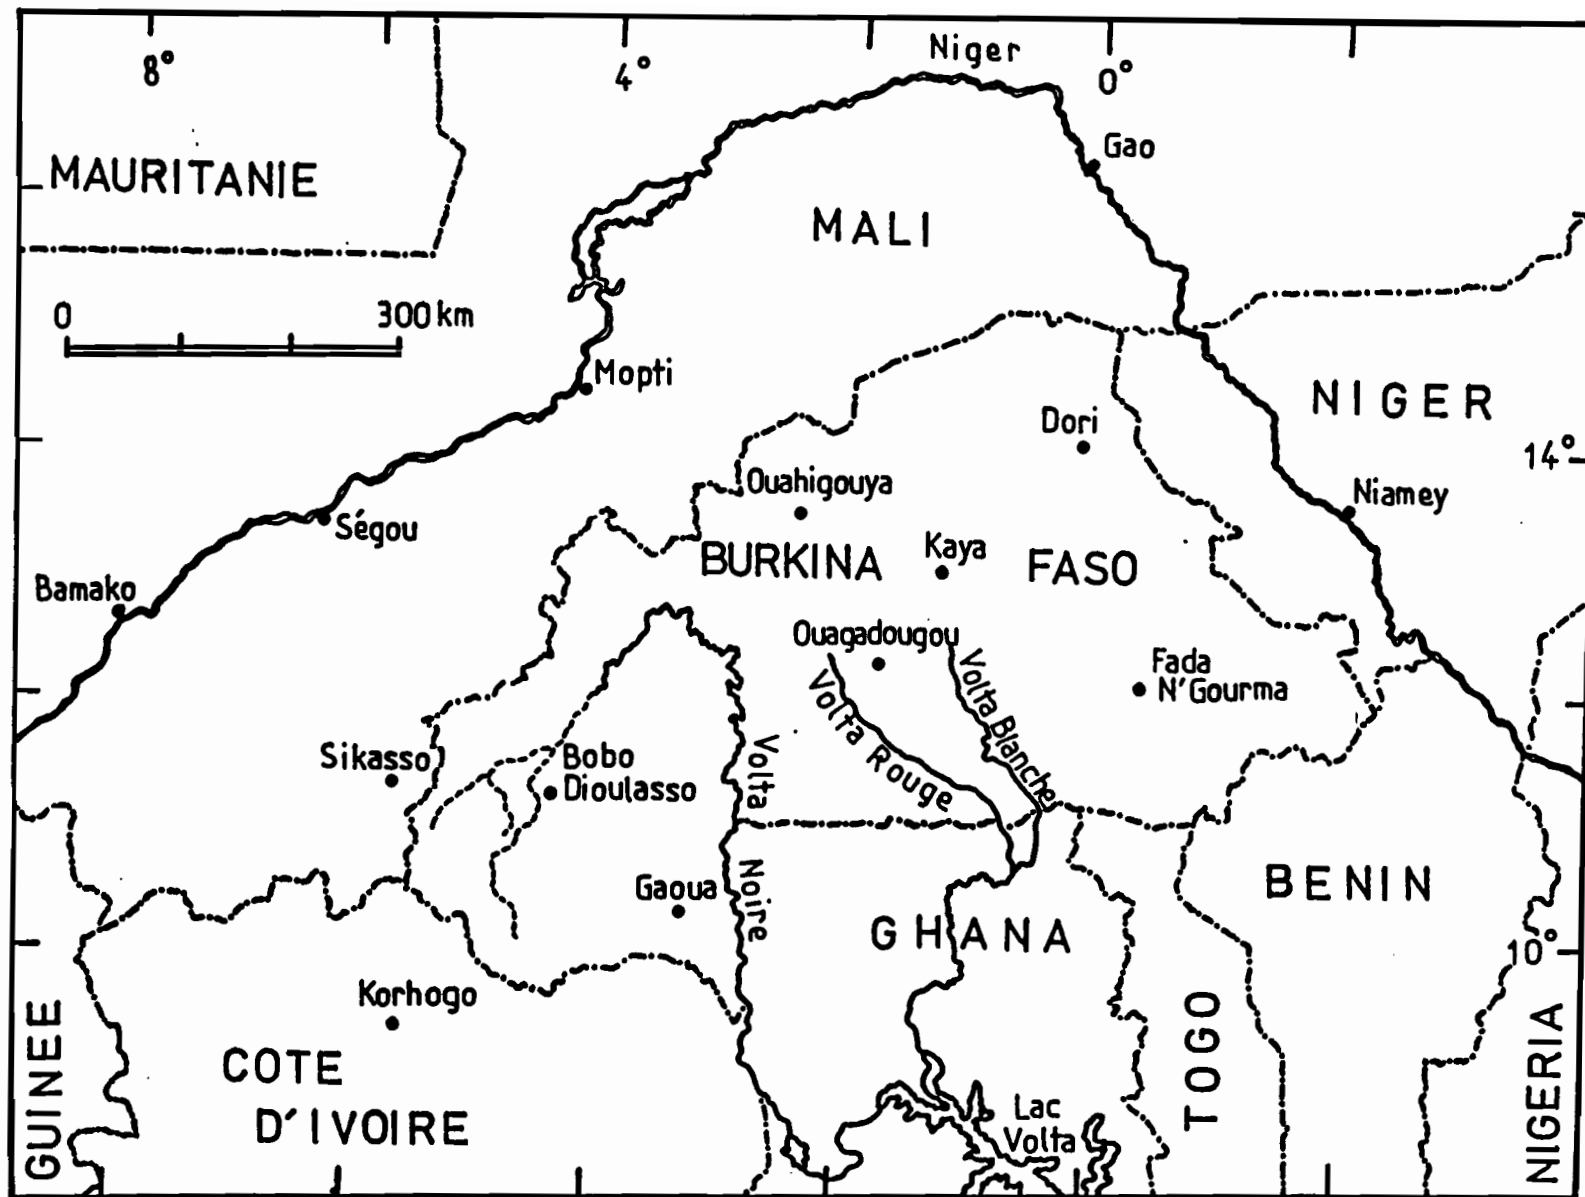 Niger
8°
4°
0°
Gao
MAURITANIE
MALI
0
300 km
Mopti
NIGER
Dori
14°
Ouahigouya
Niamey
Ségou
Kaya
BURKINA
FASO
Bamako
Ouagadougou
Fada
N'Gourma
Volta Rouge
Volta Blanche
Sikasso
Bobo
Dioulasso
Volta
Noire
Gaoua
GHANA
BENIN
10°
Korhogo
COTE
D'IVOIRE
GUINEE
TOGO
NIGERIA
Lac
Volta